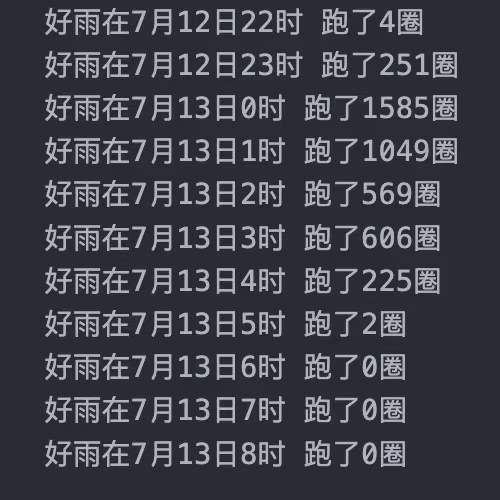 好雨在7月12日22时 跑了4圈
好雨在7月12日23时 跑了251圈
好雨在7月13日0时 跑了1585圈
好雨在7月13日1时 跑了1049圈
好雨在7月13日2时 跑了569圈
好雨在7月13日3时 跑了606圈
好雨在7月13日4时 跑了225圈
好雨在7月13日5时 跑了2圈
好雨在7月13日6时 跑了0圈
好雨在7月13日7时 跑了0圈
好雨在7月13日8时 跑了0圈